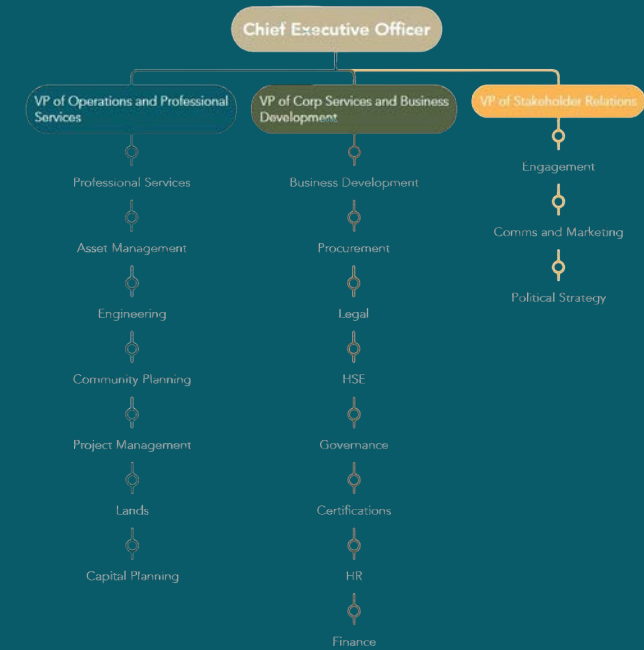 Chief Executive Officer
VP of Operations and Professional
Services
VP of Corp Services and Business
Development
VP of Stakeholder Relations
Professional Services
Asset Management
Engineering
Community Planning
Project Management
Lands
Capital Planning
Business Development
Procurement
Legal
HSE
Governance
Certifications
HR
Finance
Engagement
Comms and Marketing
Political Strategy